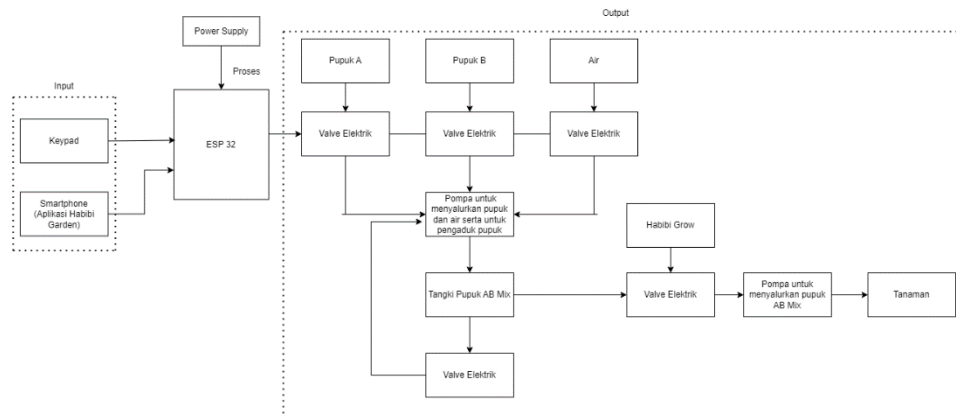 Output
Power Supply
Proses
Input
Keypad
Smartphone
(Aplikasi Habibi
Garden)
ESP 32
Pupuk A
Pupuk B
Air
Valve Elektrik
Valve Elektrik
Valve Elektrik
Pompa untuk
menyalurkan pupuk
dan air serta untuk
pengaduk pupuk
Habibi Grow
Tangki Pupuk AB Mix
Valve Elektrik
Pompa untuk
menyalurkan pupuk
AB Mix
Tanaman
Valve Elektrik